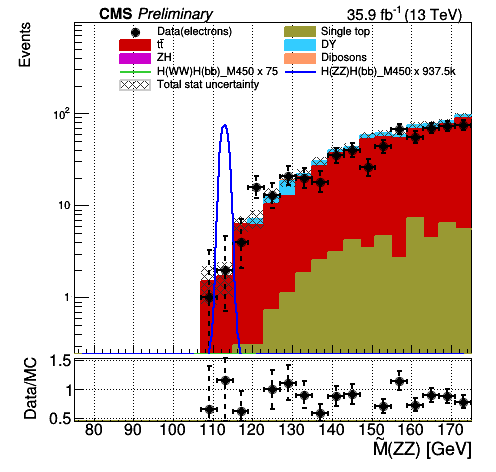 CMS Preliminary 35.9 fb⁻¹ (13 TeV)
Data(electrons) Single top
tt̄ DY
ZH Dibosons
H(WW)H(bb)_M450 x 75 H(ZZ)H(bb)_M450 x 937.5k
Total stat uncertainty
Events
10²
10
1
Data/MC
1.5
1
0.5
80 90 100 110 120 130 140 150 160 170
M̃(ZZ) [GeV]